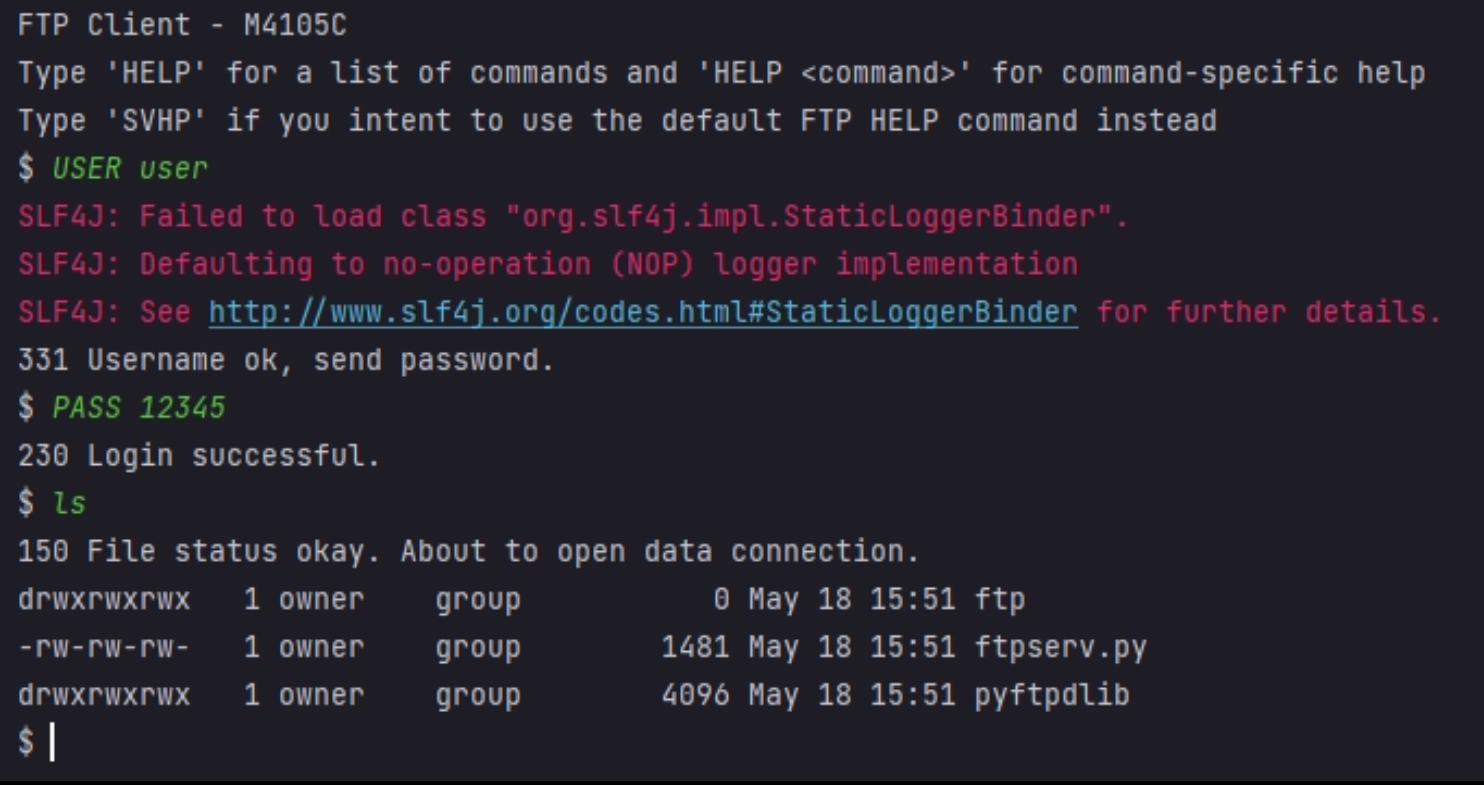 FTP Client - M4105C
Type 'HELP' for a list of commands and 'HELP <command>' for command-specific help
Type 'SVHP' if you intent to use the default FTP HELP command instead
$ USER user
SLF4J: Failed to load class "org.slf4j.impl.StaticLoggerBinder".
SLF4J: Defaulting to no-operation (NOP) logger implementation
SLF4J: See http://www.slf4j.org/codes.html#StaticLoggerBinder for further details.
331 Username ok, send password.
$ PASS 12345
230 Login successful.
$ ls
150 File status okay. About to open data connection.
drwxrwxrwx   1 owner    group           0 May 18 15:51 ftp
-rw-rw-rw-   1 owner    group        1481 May 18 15:51 ftpserv.py
drwxrwxrwx   1 owner    group        4096 May 18 15:51 pyftpdlib
$